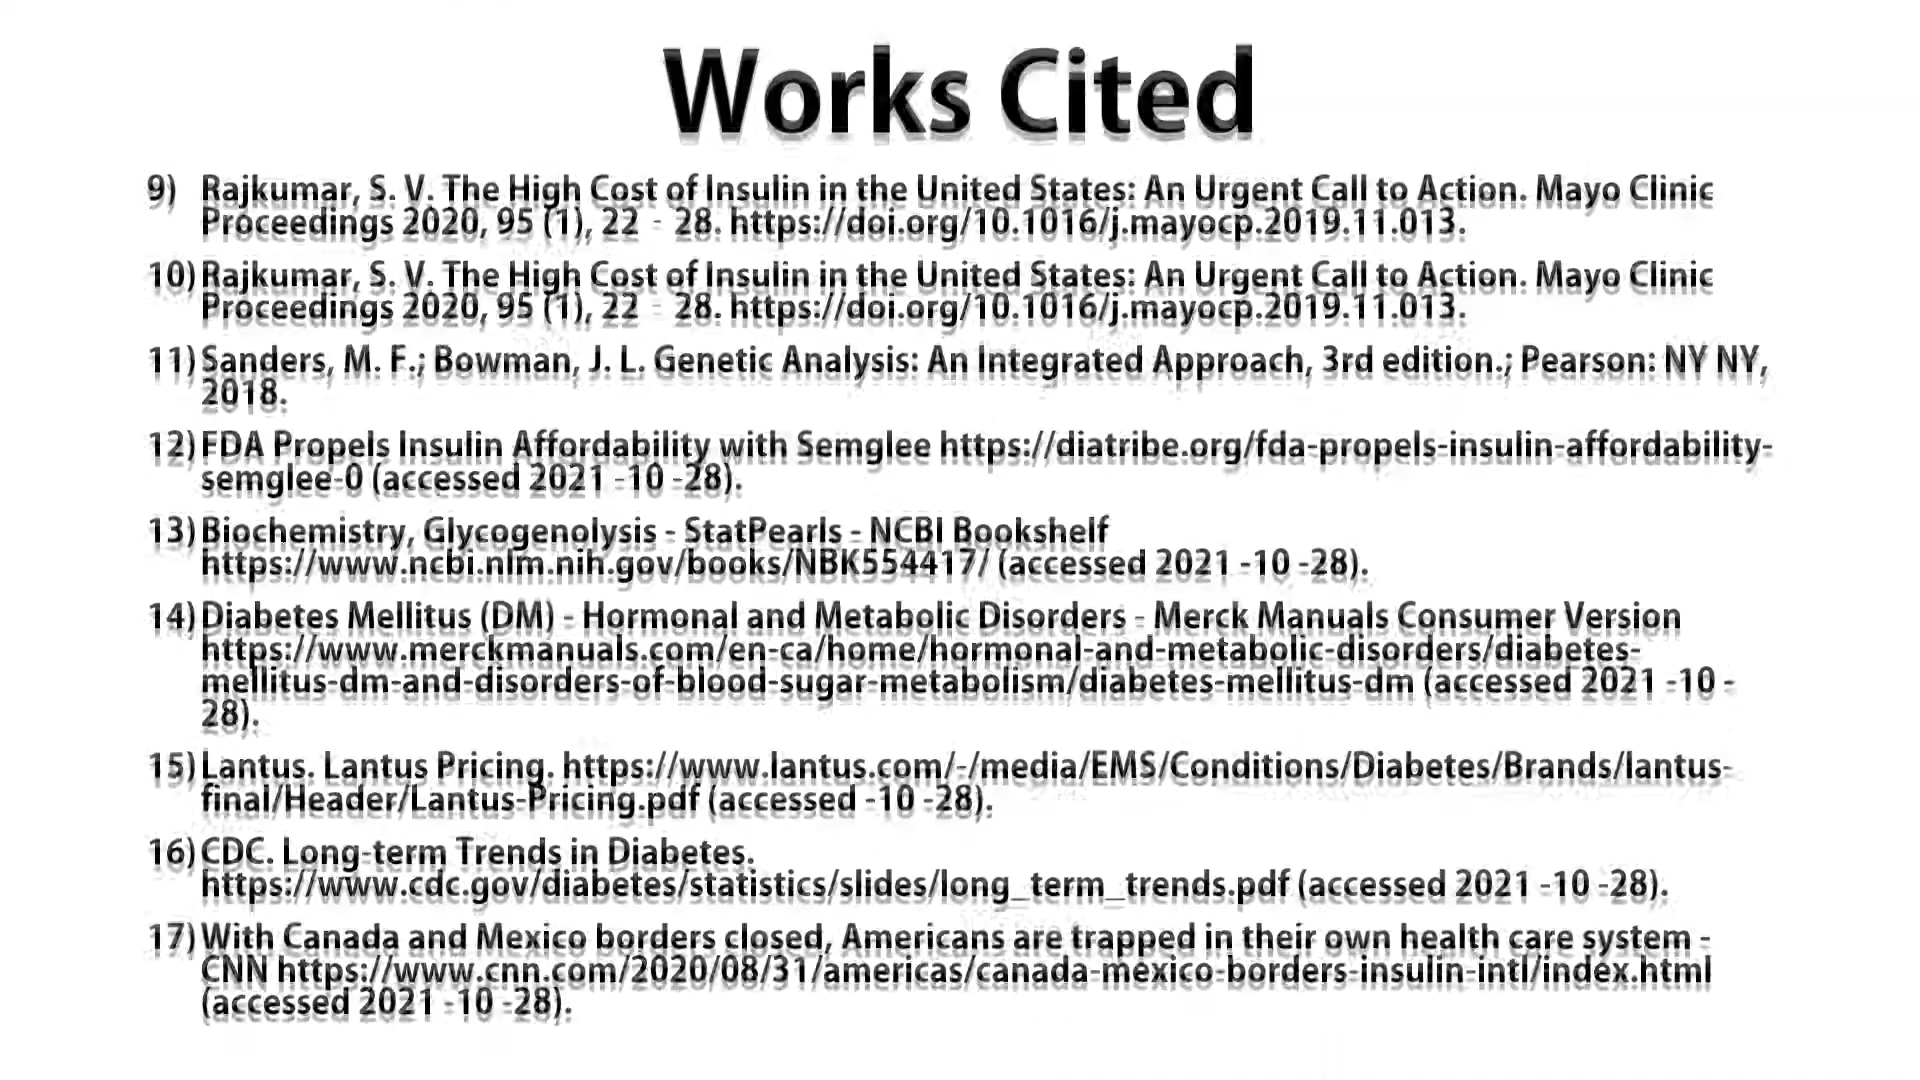 Works Cited
9) Rajkumar, S. V. The High Cost of Insulin in the United States: An Urgent Call to Action. Mayo Clinic
Proceedings 2020, 95 (1), 22 - 28. https://doi.org/10.1016/j.mayocp.2019.11.013.
10) Rajkumar, S. V. The High Cost of Insulin in the United States: An Urgent Call to Action. Mayo Clinic
Proceedings 2020, 95 (1), 22 - 28. https://doi.org/10.1016/j.mayocp.2019.11.013.
11) Sanders, M. F.; Bowman, J. L. Genetic Analysis: An Integrated Approach, 3rd edition.; Pearson: NY NY,
2018.
12) FDA Propels Insulin Affordability with Semglee https://diatribe.org/fda-propels-insulin-affordability-
semglee-0 (accessed 2021 -10 -28).
13) Biochemistry, Glycogenolysis - StatPearls - NCBI Bookshelf
https://www.ncbi.nlm.nih.gov/books/NBK554417/ (accessed 2021 -10 -28).
14) Diabetes Mellitus (DM) - Hormonal and Metabolic Disorders - Merck Manuals Consumer Version
https://www.merckmanuals.com/en-ca/home/hormonal-and-metabolic-disorders/diabetes-
mellitus-dm-and-disorders-of-blood-sugar-metabolism/diabetes-mellitus-dm (accessed 2021 -10 -
28).
15) Lantus. Lantus Pricing. https://www.lantus.com/-/media/EMS/Conditions/Diabetes/Brands/lantus-
final/Header/Lantus-Pricing.pdf (accessed -10 -28).
16) CDC. Long-term Trends in Diabetes.
https://www.cdc.gov/diabetes/statistics/slides/long_term_trends.pdf (accessed 2021 -10 -28).
17) With Canada and Mexico borders closed, Americans are trapped in their own health care system -
CNN https://www.cnn.com/2020/08/31/americas/canada-mexico-borders-insulin-intl/index.html
(accessed 2021 -10 -28).